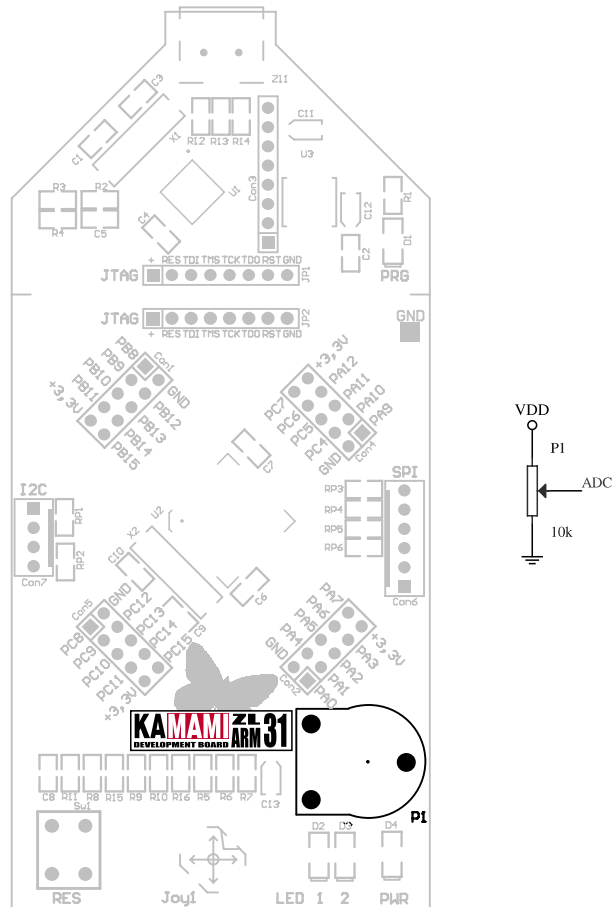 Z11
C3
C1
X1
R12 R13 R14
C11
U3
Con3
U1
R3 R2
R4 C5
C4
C12
R1
C2
D1
PRG
+ RES TDI TMS TCK TDO RST GND
JTAG
JP1
JTAG
JP2
+ RES TDI TMS TCK TDO RST GND
GND
PB8
PB9
PB10
PB11
+3,3V
Con1
GND
PB12
PB13
PB14
PB15
+3,3V
PA12
PA11
PA10
PA9
PC7
PC6
PC5
PC4
GND
Con4
C7
VDD
P1
ADC
10k
I2C
RP1
RP2
Con7
SPI
RP3
RP4
RP5
RP6
Con6
U2
X2
C10
C6
C9
Con5
GND
PC12
PC13
PC14
PC15
PC8
PC9
PC10
PC11
+3,3V
PA7
PA6
PA5
PA4
GND
+3,3V
PA3
PA2
PA1
PA0
Con2
KAMAMI ZL
DEVELOPMENT BOARD ARM 31
C8 R11 R8 R15 R9 R10 R16 R5 R6 R7 C13
P1
Sw1
D2 D3 D4
RES Joy1 LED 1 2 PWR